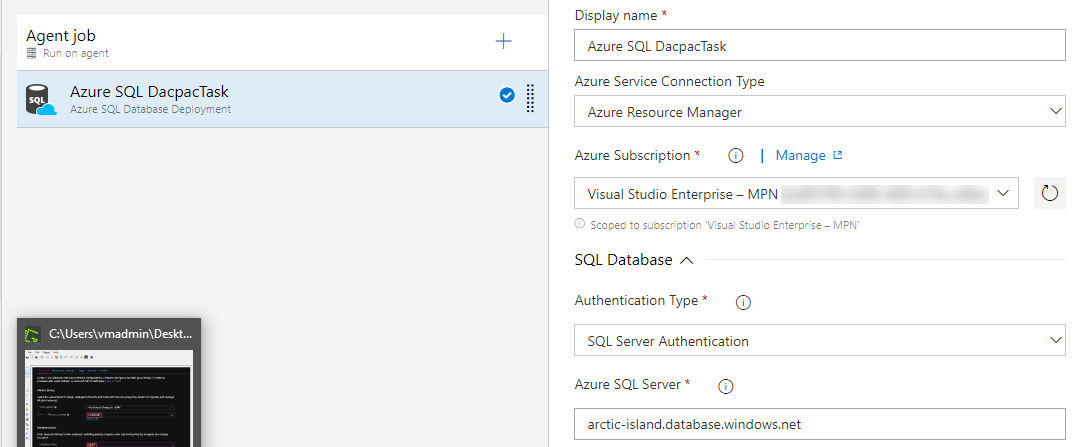 Agent job
Run on agent
SQL
Azure SQL DacpacTask
Azure SQL Database Deployment
C:\Users\vmadmin\Deskt...
Display name *
Azure SQL DacpacTask
Azure Service Connection Type
Azure Resource Manager
Azure Subscription * | Manage
Visual Studio Enterprise – MPN
Scoped to subscription 'Visual Studio Enterprise – MPN'
SQL Database
Authentication Type *
SQL Server Authentication
Azure SQL Server *
arctic-island.database.windows.net